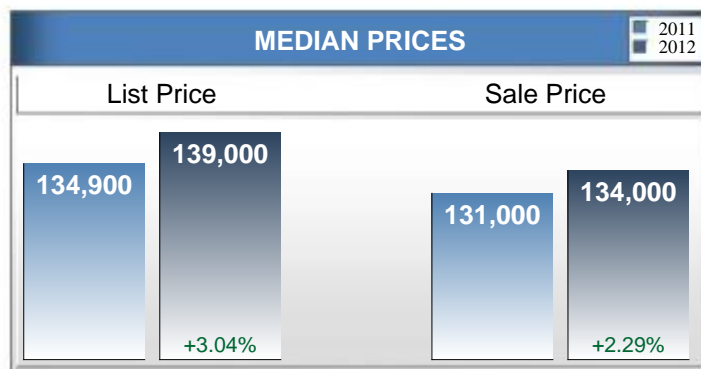 MEDIAN PRICES
2011
2012
List Price
Sale Price
134,900
139,000
131,000
134,000
+3.04%
+2.29%